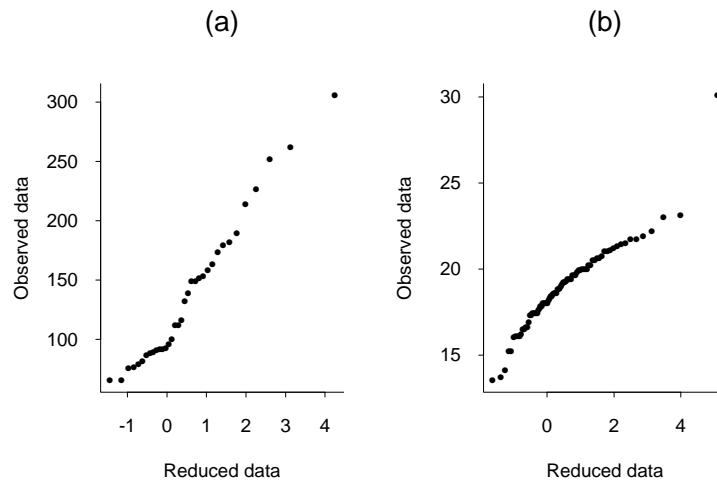 (a)
Observed data
300
250
200
150
100
-1 0 1 2 3 4
Reduced data
(b)
Observed data
30
25
20
15
0 2 4
Reduced data